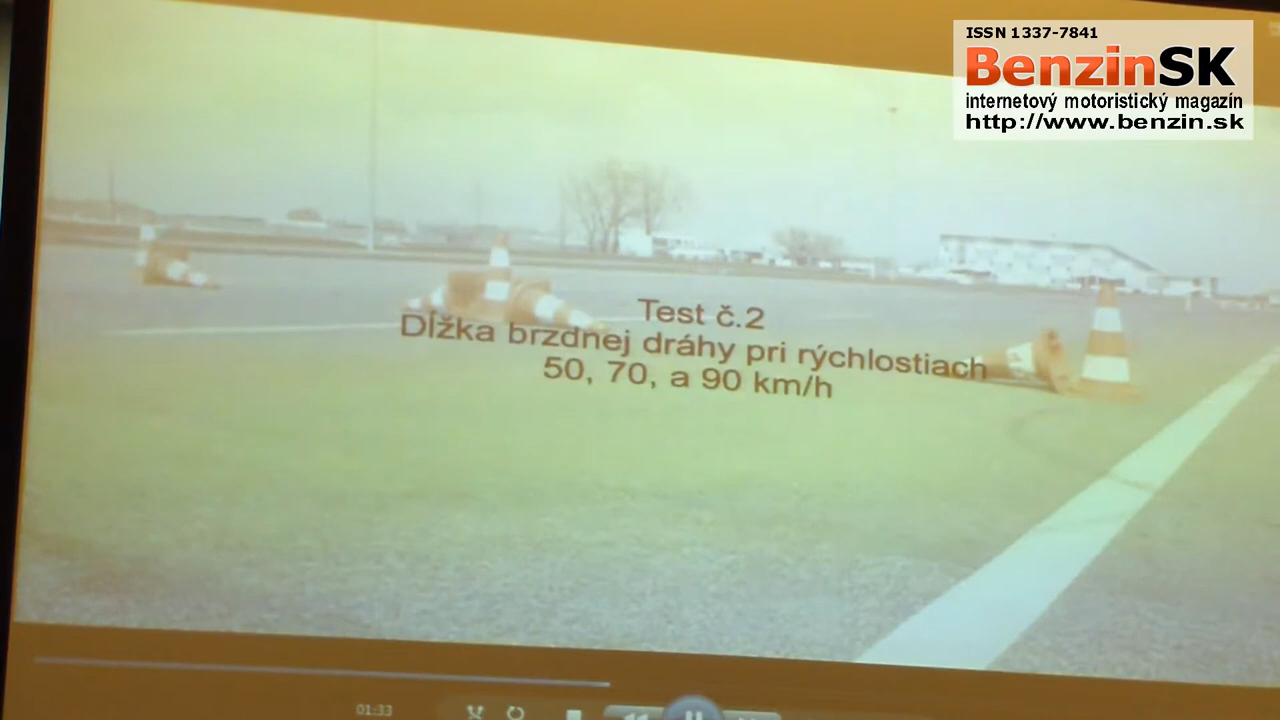 ISSN 1337-7841
BenzinSK
internetový motoristický magazín
http://www.benzin.sk
Test č.2
Dĺžka brzdnej dráhy pri rýchlostiach
50, 70, a 90 km/h
01:33